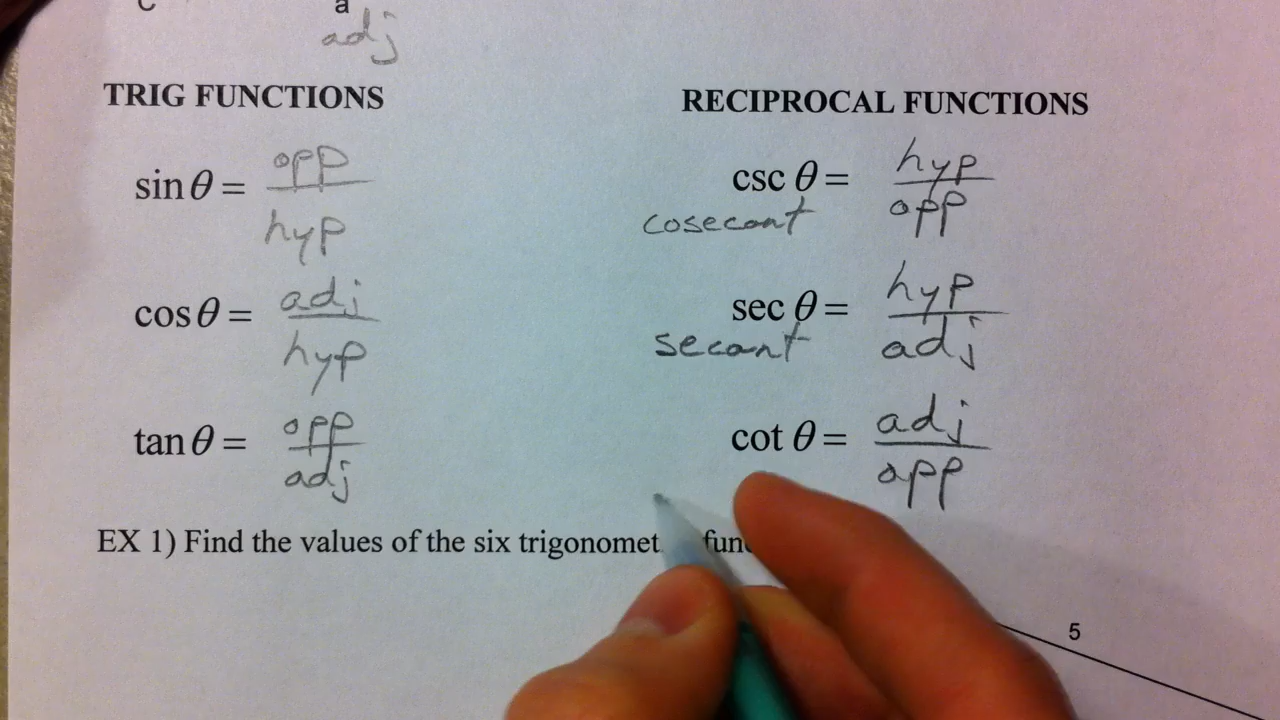 C a
adj
TRIG FUNCTIONS RECIPROCAL FUNCTIONS
sin θ = opp / hyp csc θ = hyp / opp
cosecant
cos θ = adj / hyp sec θ = hyp / adj
secant
tan θ = opp / adj cot θ = adj / opp
EX 1) Find the values of the six
5